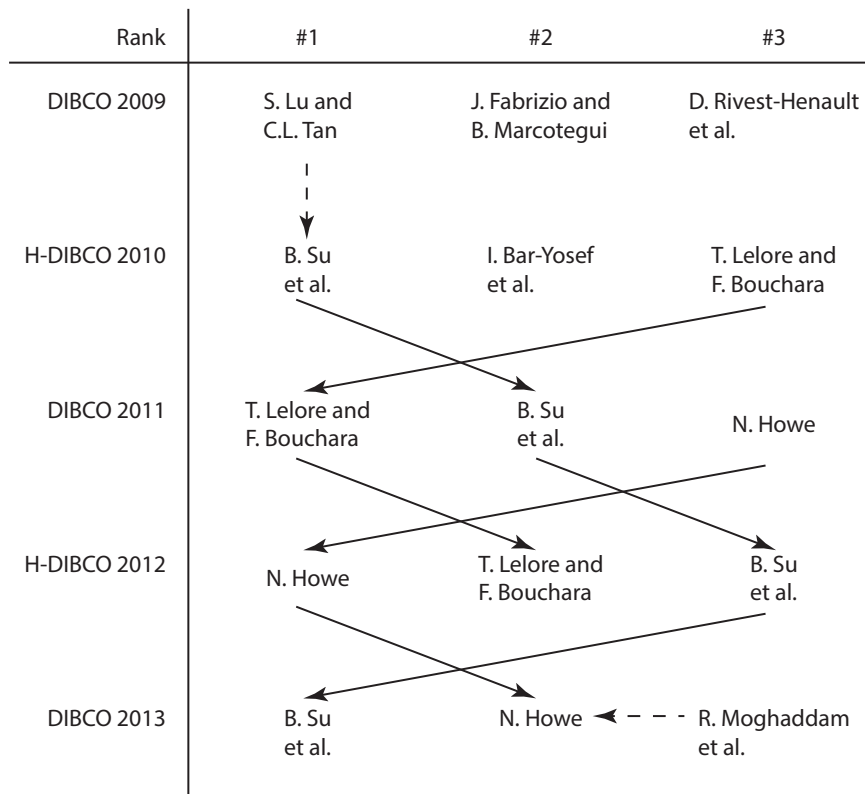 Rank #1 #2 #3
DIBCO 2009 S. Lu and J. Fabrizio and D. Rivest-Henault
C.L. Tan B. Marcotegui et al.
H-DIBCO 2010 B. Su I. Bar-Yosef T. Lelore and
et al. et al. F. Bouchara
DIBCO 2011 T. Lelore and B. Su N. Howe
F. Bouchara et al.
H-DIBCO 2012 N. Howe T. Lelore and B. Su
F. Bouchara et al.
DIBCO 2013 B. Su N. Howe R. Moghaddam
et al. et al.